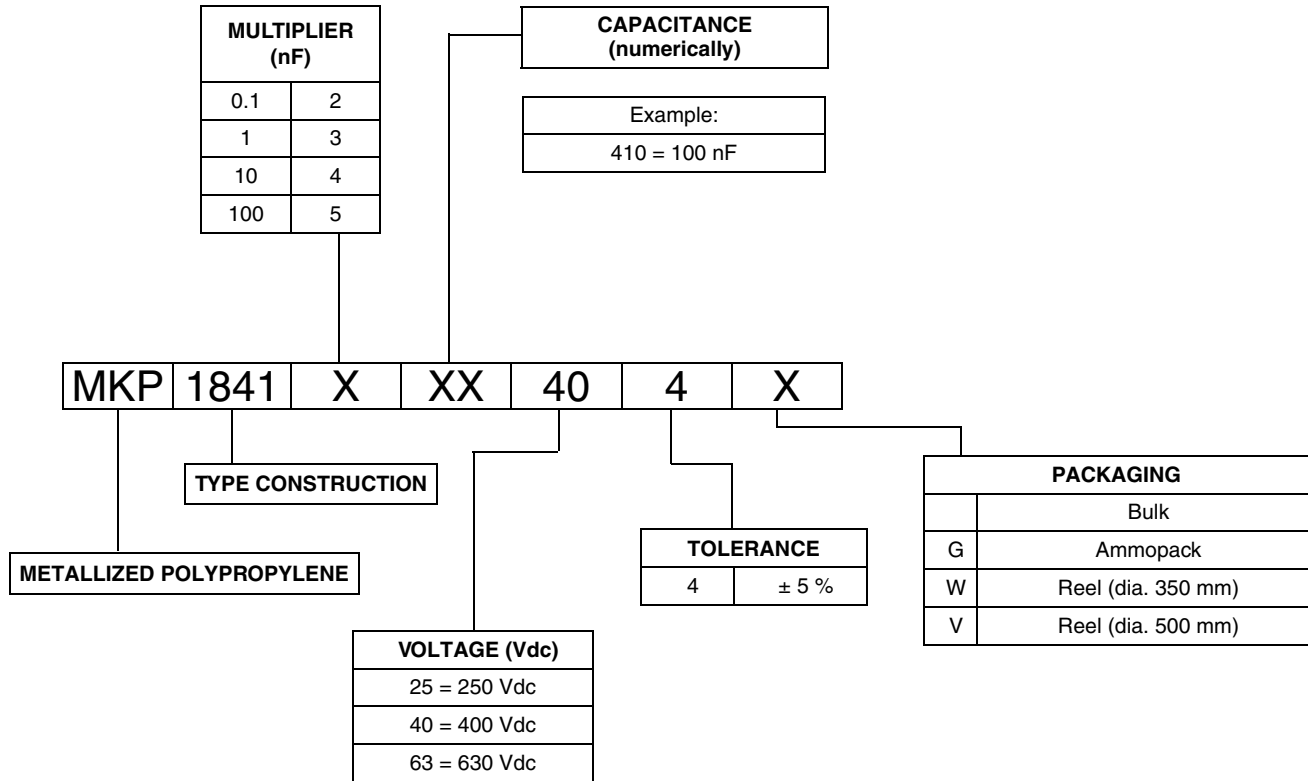 MULTIPLIER
(nF)
0.1 2
1 3
10 4
100 5
CAPACITANCE
(numerically)
Example:
410 = 100 nF
MKP 1841 X XX 40 4 X
TYPE CONSTRUCTION
METALLIZED POLYPROPYLENE
VOLTAGE (Vdc)
25 = 250 Vdc
40 = 400 Vdc
63 = 630 Vdc
TOLERANCE
4 ± 5 %
PACKAGING
Bulk
G Ammopack
W Reel (dia. 350 mm)
V Reel (dia. 500 mm)